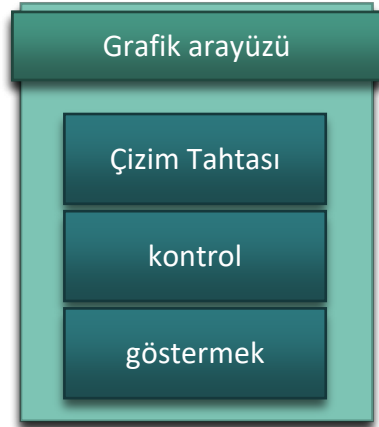 Grafik arayüzü
Çizim Tahtası
kontrol
göstermek